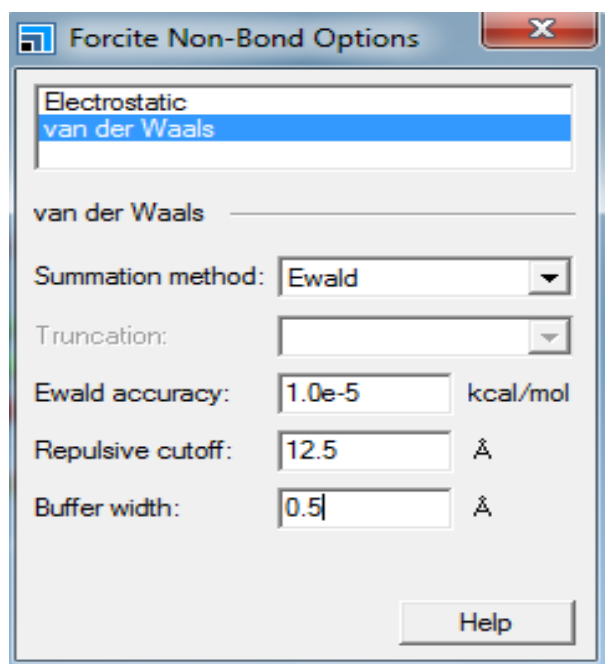 Forcite Non-Bond Options
Electrostatic
van der Waals
van der Waals
Summation method: Ewald
Truncation:
Ewald accuracy: 1.0e-5 kcal/mol
Repulsive cutoff: 12.5 Å
Buffer width: 0.5 Å
Help